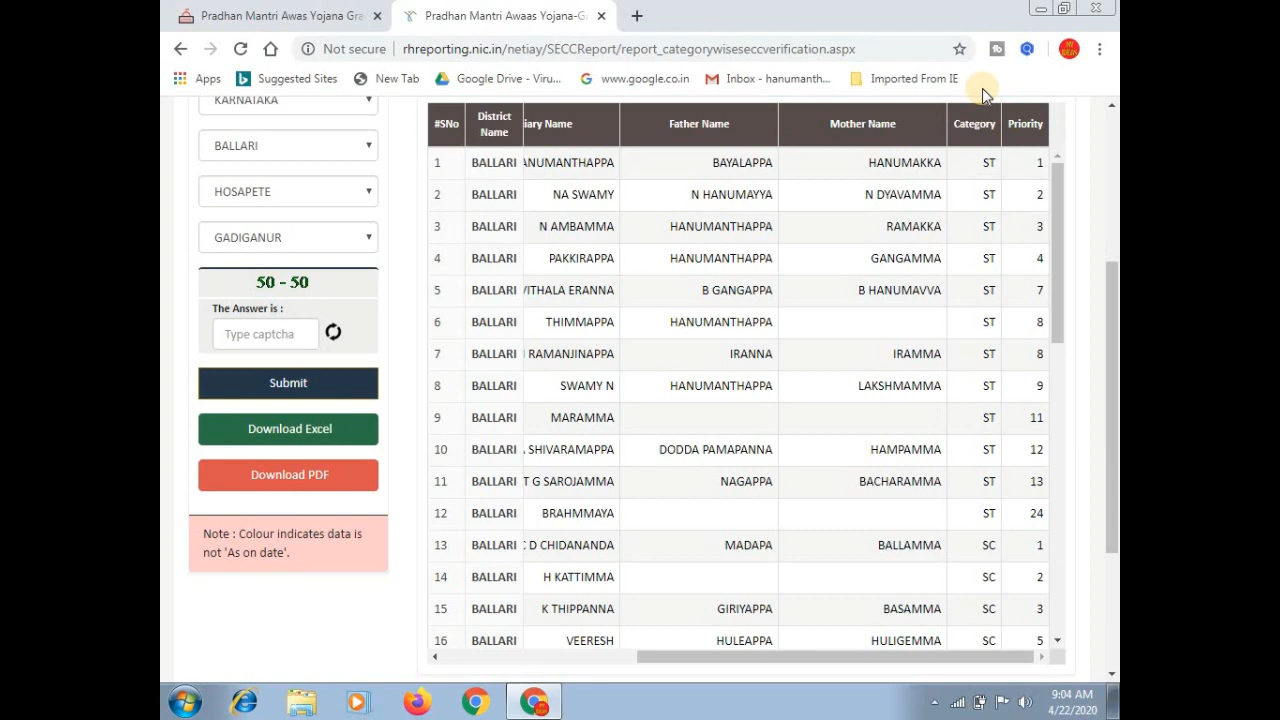 Pradhan Mantri Awas Yojana Gra
Pradhan Mantri Awaas Yojana-G
Not secure
rhreporting.nic.in/netiay/SECCReport/report_categorywiseseccverification.aspx
Apps
Suggested Sites
New Tab
Google Drive - Viru...
www.google.co.in
Inbox - hanumanth...
Imported From IE
KARNATAKA
BALLARI
HOSAPETE
GADIGANUR
50 - 50
The Answer is :
Type captcha
Submit
Download Excel
Download PDF
Note : Colour indicates data is
not 'As on date'.
#SNo District Name iary Name Father Name Mother Name Category Priority
1 BALLARI ANUMANTHAPPA BAYALAPPA HANUMAKKA ST 1
2 BALLARI NA SWAMY N HANUMAYYA N DYAVAMMA ST 2
3 BALLARI N AMBAMMA HANUMANTHAPPA RAMAKKA ST 3
4 BALLARI PAKKIRAPPA HANUMANTHAPPA GANGAMMA ST 4
5 BALLARI VITHALA ERANNA B GANGAPPA B HANUMAVVA ST 7
6 BALLARI THIMMAPPA HANUMANTHAPPA ST 8
7 BALLARI RAMANJINAPPA IRANNA IRAMMA ST 8
8 BALLARI SWAMY N HANUMANTHAPPA LAKSHMAMMA ST 9
9 BALLARI MARAMMA ST 11
10 BALLARI SHIVARAMAPPA DODDA PAMAPANNA HAMPAMMA ST 12
11 BALLARI T G SAROJAMMA NAGAPPA BACHARAMMA ST 13
12 BALLARI BRAHMMAYA ST 24
13 BALLARI D CHIDANANDA MADAPA BALLAMMA SC 1
14 BALLARI H KATTIMMA SC 2
15 BALLARI K THIPPANNA GIRIYAPPA BASAMMA SC 3
16 BALLARI VEERESH HULEAPPA HULIGEMMA SC 5
9:04 AM
4/22/2020